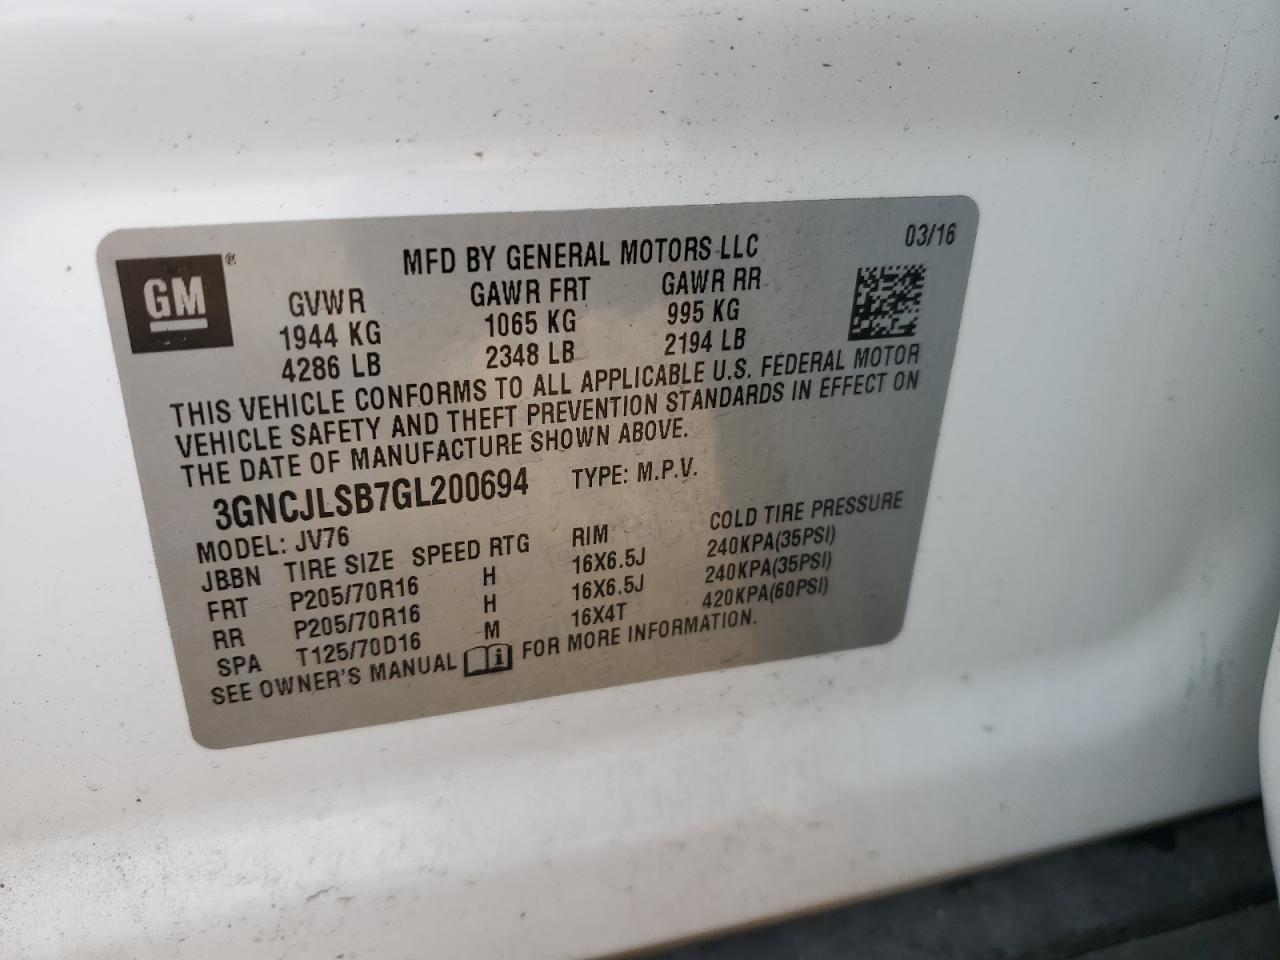 MFD BY GENERAL MOTORS LLC 03/16
GM ®
GVWR GAWR FRT GAWR RR
1944 KG 1065 KG 995 KG
4286 LB 2348 LB 2194 LB
THIS VEHICLE CONFORMS TO ALL APPLICABLE U.S. FEDERAL MOTOR
VEHICLE SAFETY AND THEFT PREVENTION STANDARDS IN EFFECT ON
THE DATE OF MANUFACTURE SHOWN ABOVE.
3GNCJLSB7GL200694 TYPE: M.P.V.
MODEL: JV76
JBBN TIRE SIZE SPEED RTG RIM COLD TIRE PRESSURE
FRT P205/70R16 H 16X6.5J 240KPA(35PSI)
RR P205/70R16 H 16X6.5J 240KPA(35PSI)
SPA T125/70D16 M 16X4T 420KPA(60PSI)
SEE OWNER'S MANUAL i FOR MORE INFORMATION.